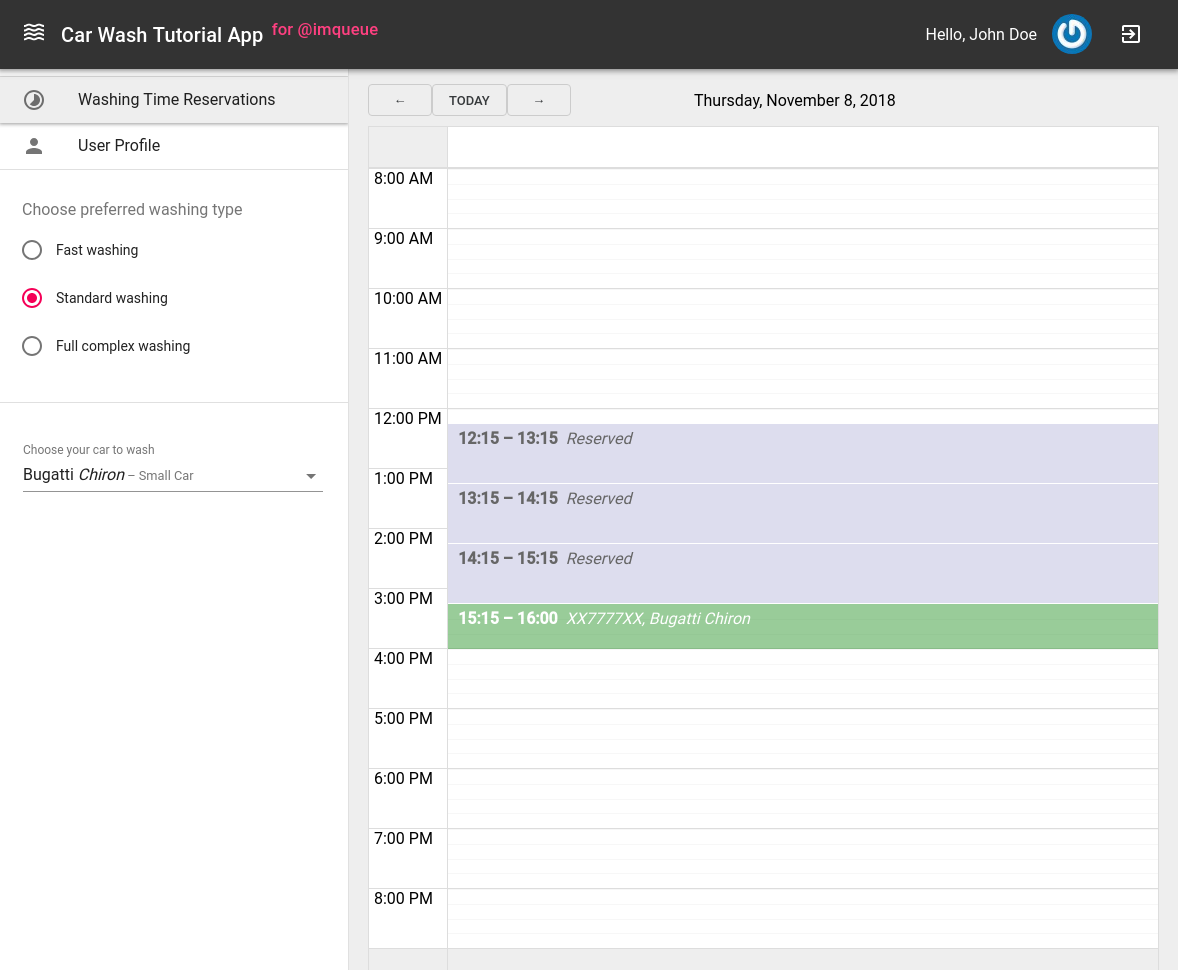 Car Wash Tutorial App for @imqueue
Hello, John Doe
Washing Time Reservations
User Profile
Choose preferred washing type
Fast washing
Standard washing
Full complex washing
Choose your car to wash
Bugatti Chiron – Small Car
← TODAY →
Thursday, November 8, 2018
8:00 AM
9:00 AM
10:00 AM
11:00 AM
12:00 PM
12:15 – 13:15 Reserved
1:00 PM
13:15 – 14:15 Reserved
2:00 PM
14:15 – 15:15 Reserved
3:00 PM
15:15 – 16:00 XX7777XX, Bugatti Chiron
4:00 PM
5:00 PM
6:00 PM
7:00 PM
8:00 PM